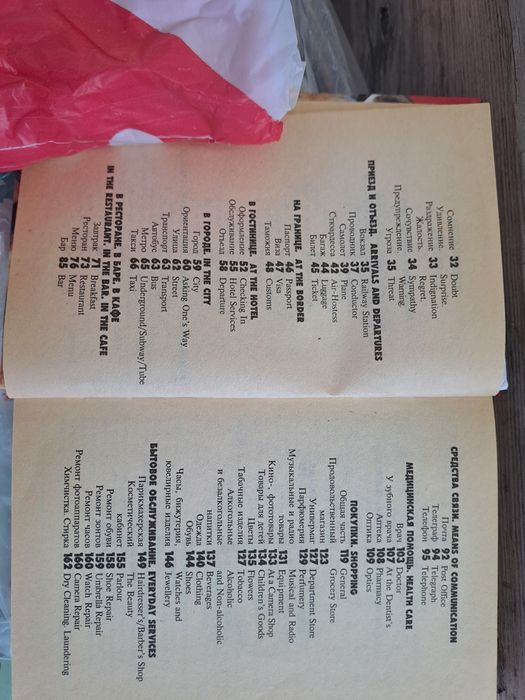 Сомнение 32 Doubt
Удивление. Surprise.
Раздражение 33 Indignation
Жалость. Regret.
Сочувствие 34 Sympathy
Предупреждение. Warning.
Угроза 35 Threat
ПРИЕЗД И ОТЪЕЗД. ARRIVALS AND DEPARTURES
Вокзал 35 Railway Station
Проводник 37 Conductor
Самолет 39 Plane
Стюардесса 42 Air-Hostess
Багаж 44 Luggage
Билет 45 Ticket
НА ГРАНИЦЕ. AT THE BORDER
Паспорт 46 Passport
Виза 47 Visa
Таможня 48 Customs
В ГОСТИНИЦЕ. AT THE HOTEL
Оформление 52 Checking In
Обслуживание 55 Hotel Services
Отъезд 58 Departure
В ГОРОДЕ. IN THE CITY
Город 59 City
Ориентация 60 Asking One's Way
Улица 62 Street
Транспорт 63 Transport
Автобус 63 Bus
Метро 65 Underground/Subway/Tube
Такси 66 Taxi
В РЕСТОРАНЕ. В БАРЕ. В КАФЕ
IN THE RESTAURANT. IN THE BAR. IN THE CAFE
Завтрак 71 Breakfast
Ресторан 73 Restaurant
Меню 76 Menu
Бар 85 Bar
СРЕДСТВА СВЯЗИ. MEANS OF COMMUNICATION
Почта 92 Post Office
Телеграф 94 Telegraph
Телефон 95 Telephone
МЕДИЦИНСКАЯ ПОМОЩЬ. HEALTH CARE
Врач 103 Doctor
У зубного врача 107 At the Dentist's
Аптека 108 Pharmacy
Оптика 109 Optics
ПОКУПКИ. SHOPPING
Общая часть 119 General
Продовольственный Grocery Store
магазин 125
Универмаг 127 Department Store
Парфюмерия 129 Perfumery
Музыкальные и радио Musical and Radio
товары 131 Equipment
Кино-, фототовары 133 At a Camera Shop
Товары для детей 134 Children's Goods
Цветы 135 Flowers
Табачные изделия 137 Tobacco
Алкогольные Alcoholic
и безалкогольные and Non-alcoholic
напитки 139 Beverages
Одежда 140 Clothing
Обувь 144 Shoes
Часы, бижутерия, Watches and
ювелирные изделия 146 Jewellery
БЫТОВОЕ ОБСЛУЖИВАНИЕ. EVERYDAY SERVICES
Парикмахерская 149 Hairdresser's/Barber's Shop
Косметический The Beauty
кабинет 155 Parlour
Ремонт обуви 158 Shoe Repair
Ремонт зонтов 159 Umbrella Repair
Ремонт часов 160 Watch Repair
Ремонт фотоаппаратов 160 Camera Repair
Химчистка. Стирка 162 Dry Cleaning. Laundering